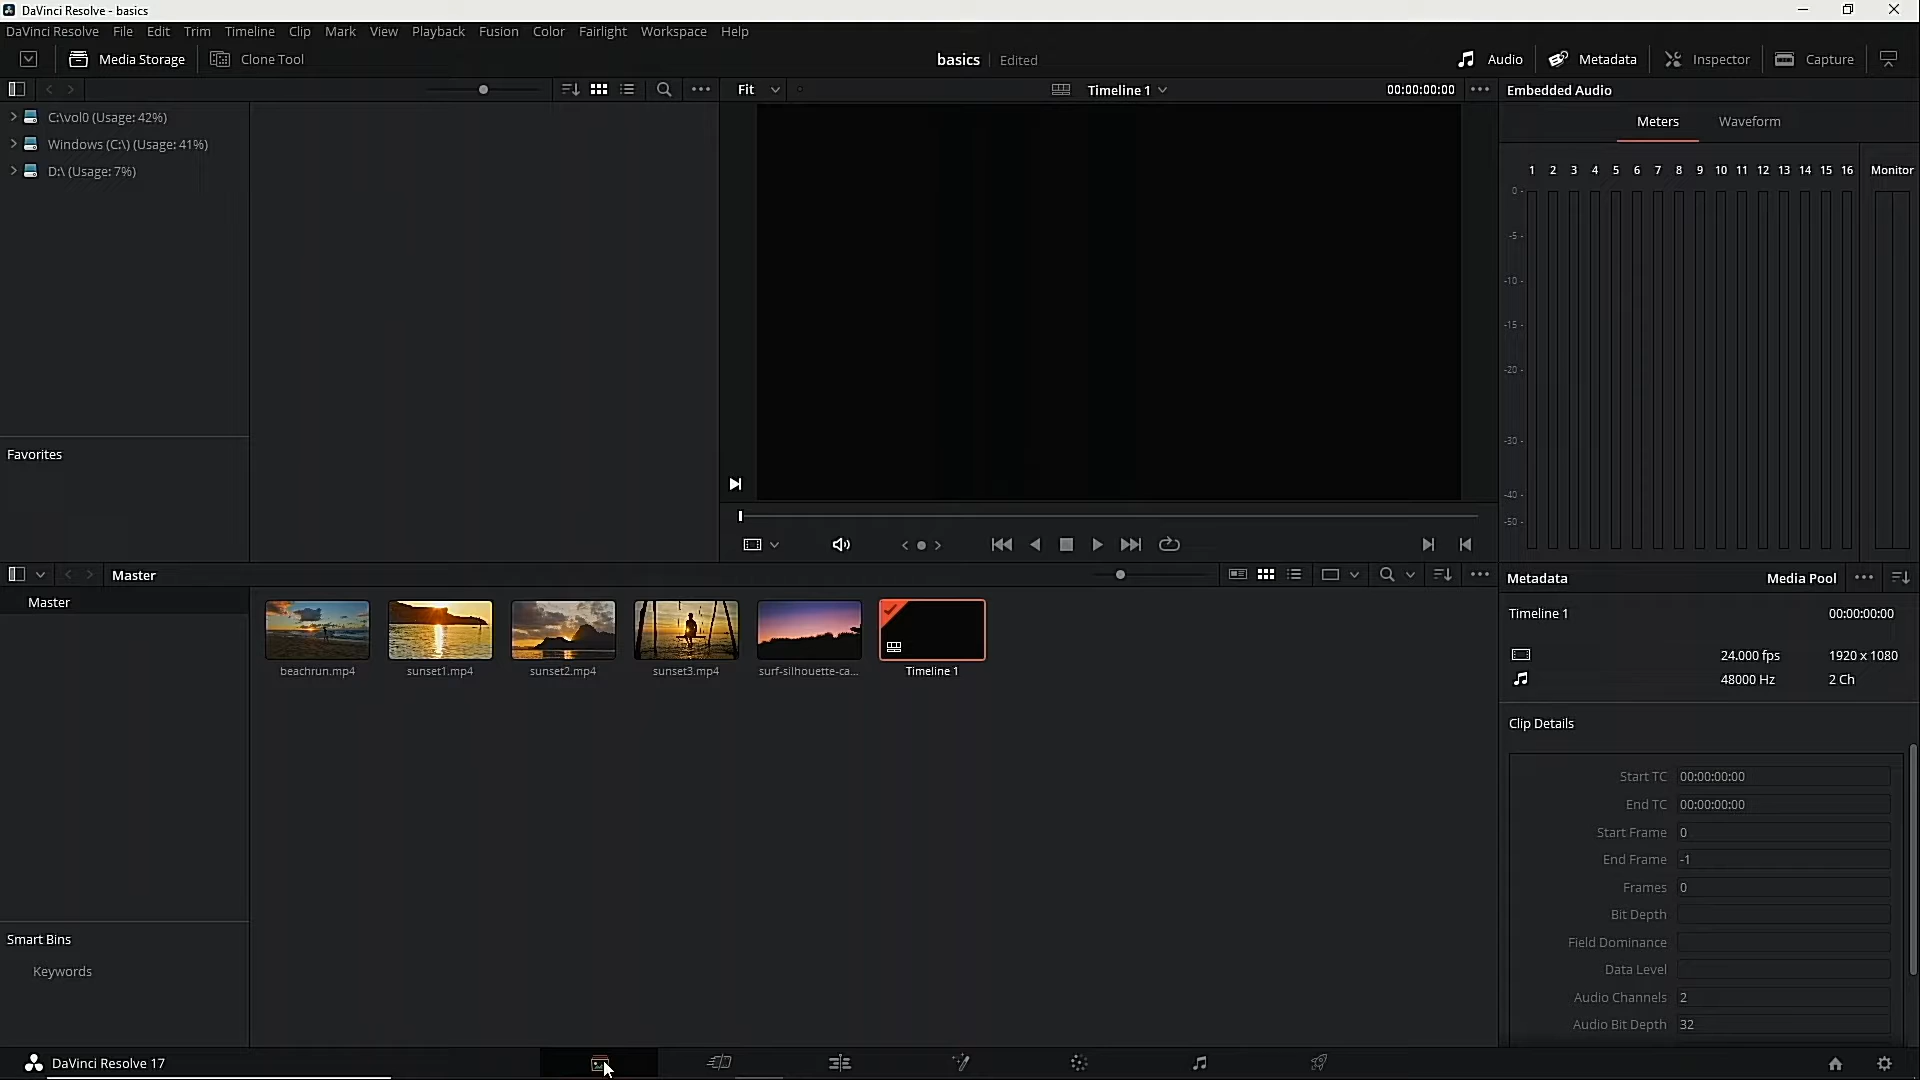 DaVinci Resolve - basics
DaVinci Resolve File Edit Trim Timeline Clip Mark View Playback Fusion Color Fairlight Workspace Help
Media Storage Clone Tool basics Edited Audio Metadata Inspector Capture
Fit Timeline 1 00:00:00:00 Embedded Audio
C:\vol0 (Usage: 42%)
Windows (C:\) (Usage: 41%)
D:\ (Usage: 7%)
Meters Waveform
1 2 3 4 5 6 7 8 9 10 11 12 13 14 15 16 Monitor
0 -
-5 -
-10 -
-15 -
-20 -
-30 -
-40 -
-50 -
Favorites
Master
Master
beachrun.mp4 sunset1.mp4 sunset2.mp4 sunset3.mp4 surf-silhouette-ca... Timeline 1
Smart Bins
Keywords
Metadata Media Pool
Timeline 1 00:00:00:00
24.000 fps 1920 x 1080
48000 Hz 2 Ch
Clip Details
Start TC 00:00:00:00
End TC 00:00:00:00
Start Frame 0
End Frame -1
Frames 0
Bit Depth
Field Dominance
Data Level
Audio Channels 2
Audio Bit Depth 32
DaVinci Resolve 17